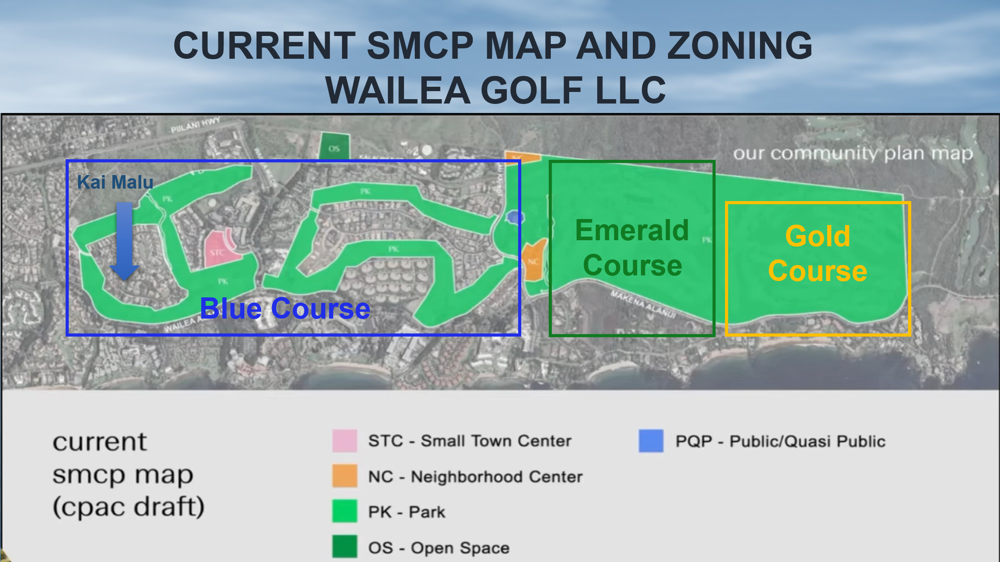 CURRENT SMCP MAP AND ZONING
WAILEA GOLF LLC
PIILANI HWY
OS
our community plan map
NC
Kai Malu
PK
PK
Emerald
Course
Gold
Course
PK
PK
STC
NC
PK
Blue Course
WAILEA A
MAKENA ALANUI
current
smcp map
(cpac draft)
STC - Small Town Center
NC - Neighborhood Center
PK - Park
OS - Open Space
PQP - Public/Quasi Public